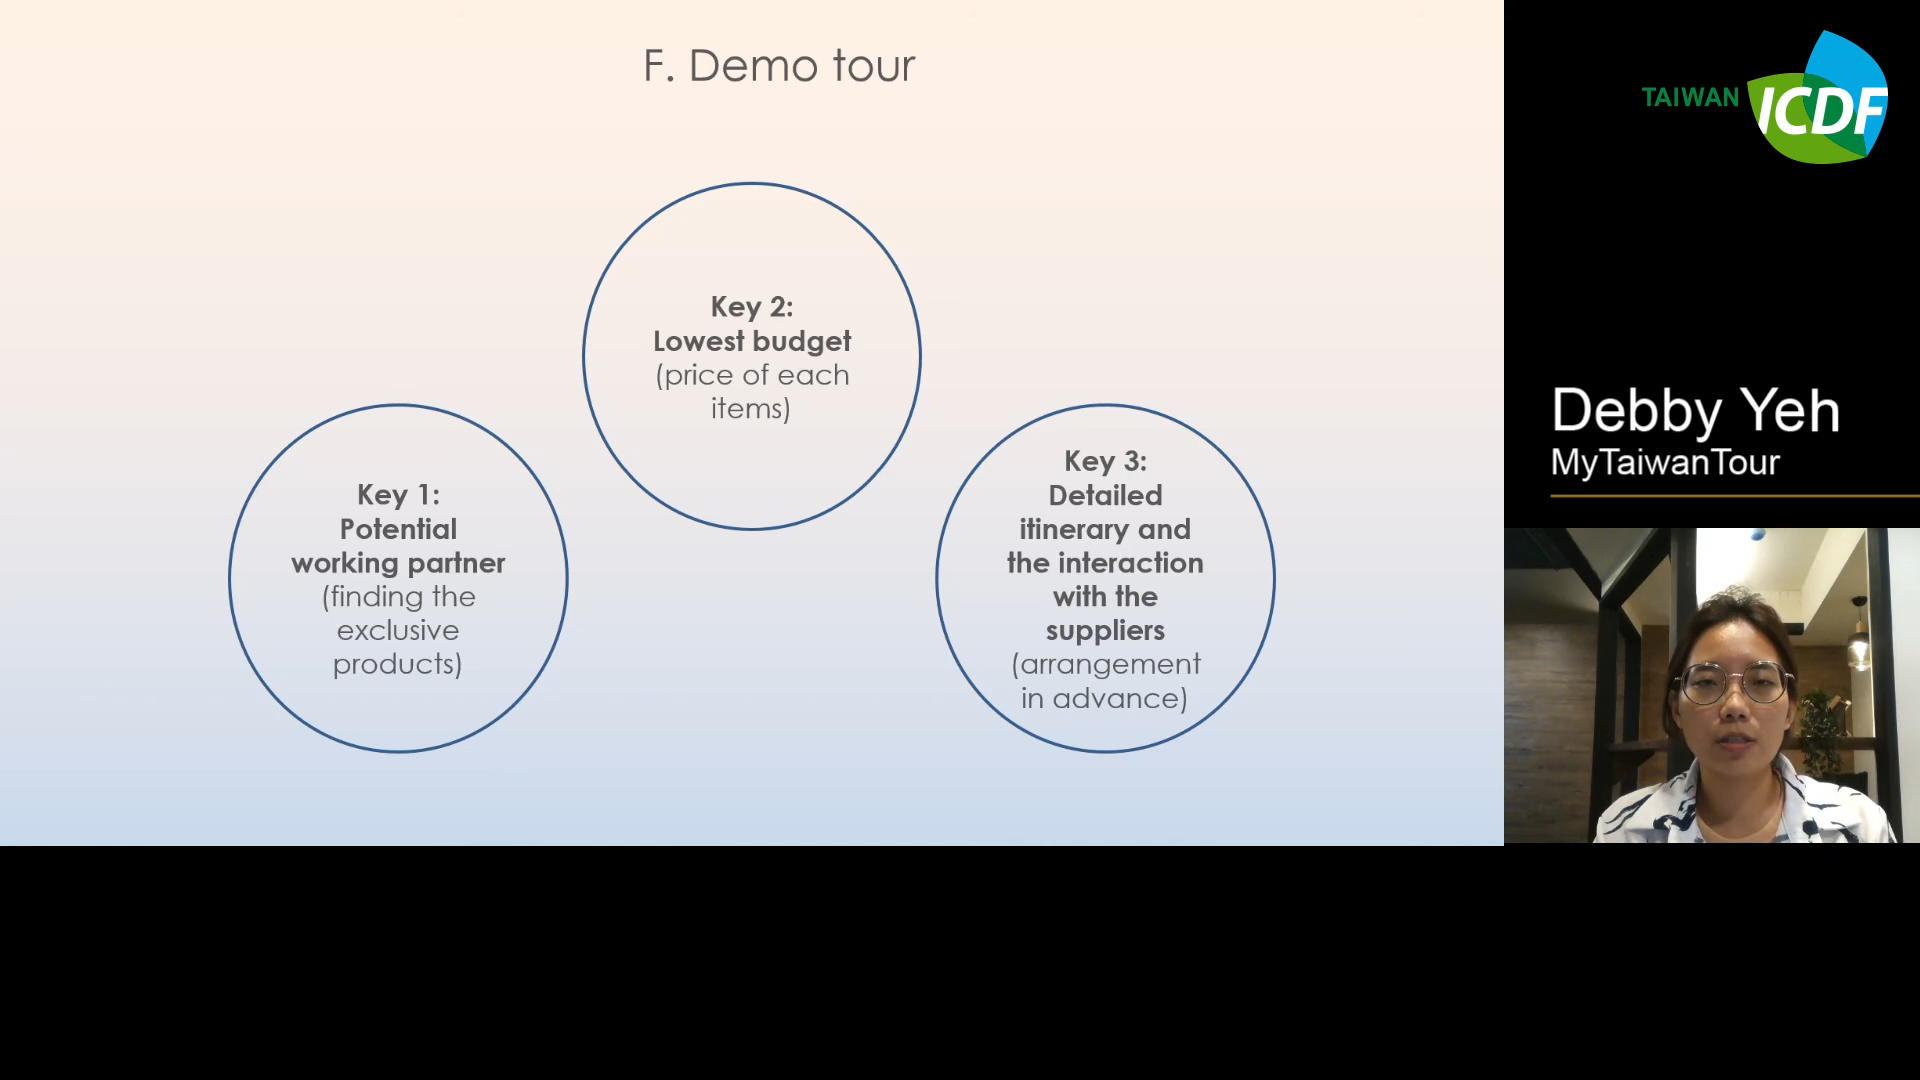 F. Demo tour
Key 1:
Potential
working partner
(finding the
exclusive
products)
Key 2:
Lowest budget
(price of each
items)
Key 3:
Detailed
itinerary and
the interaction
with the
suppliers
(arrangement
in advance)
TAIWAN ICDF
Debby Yeh
MyTaiwanTour